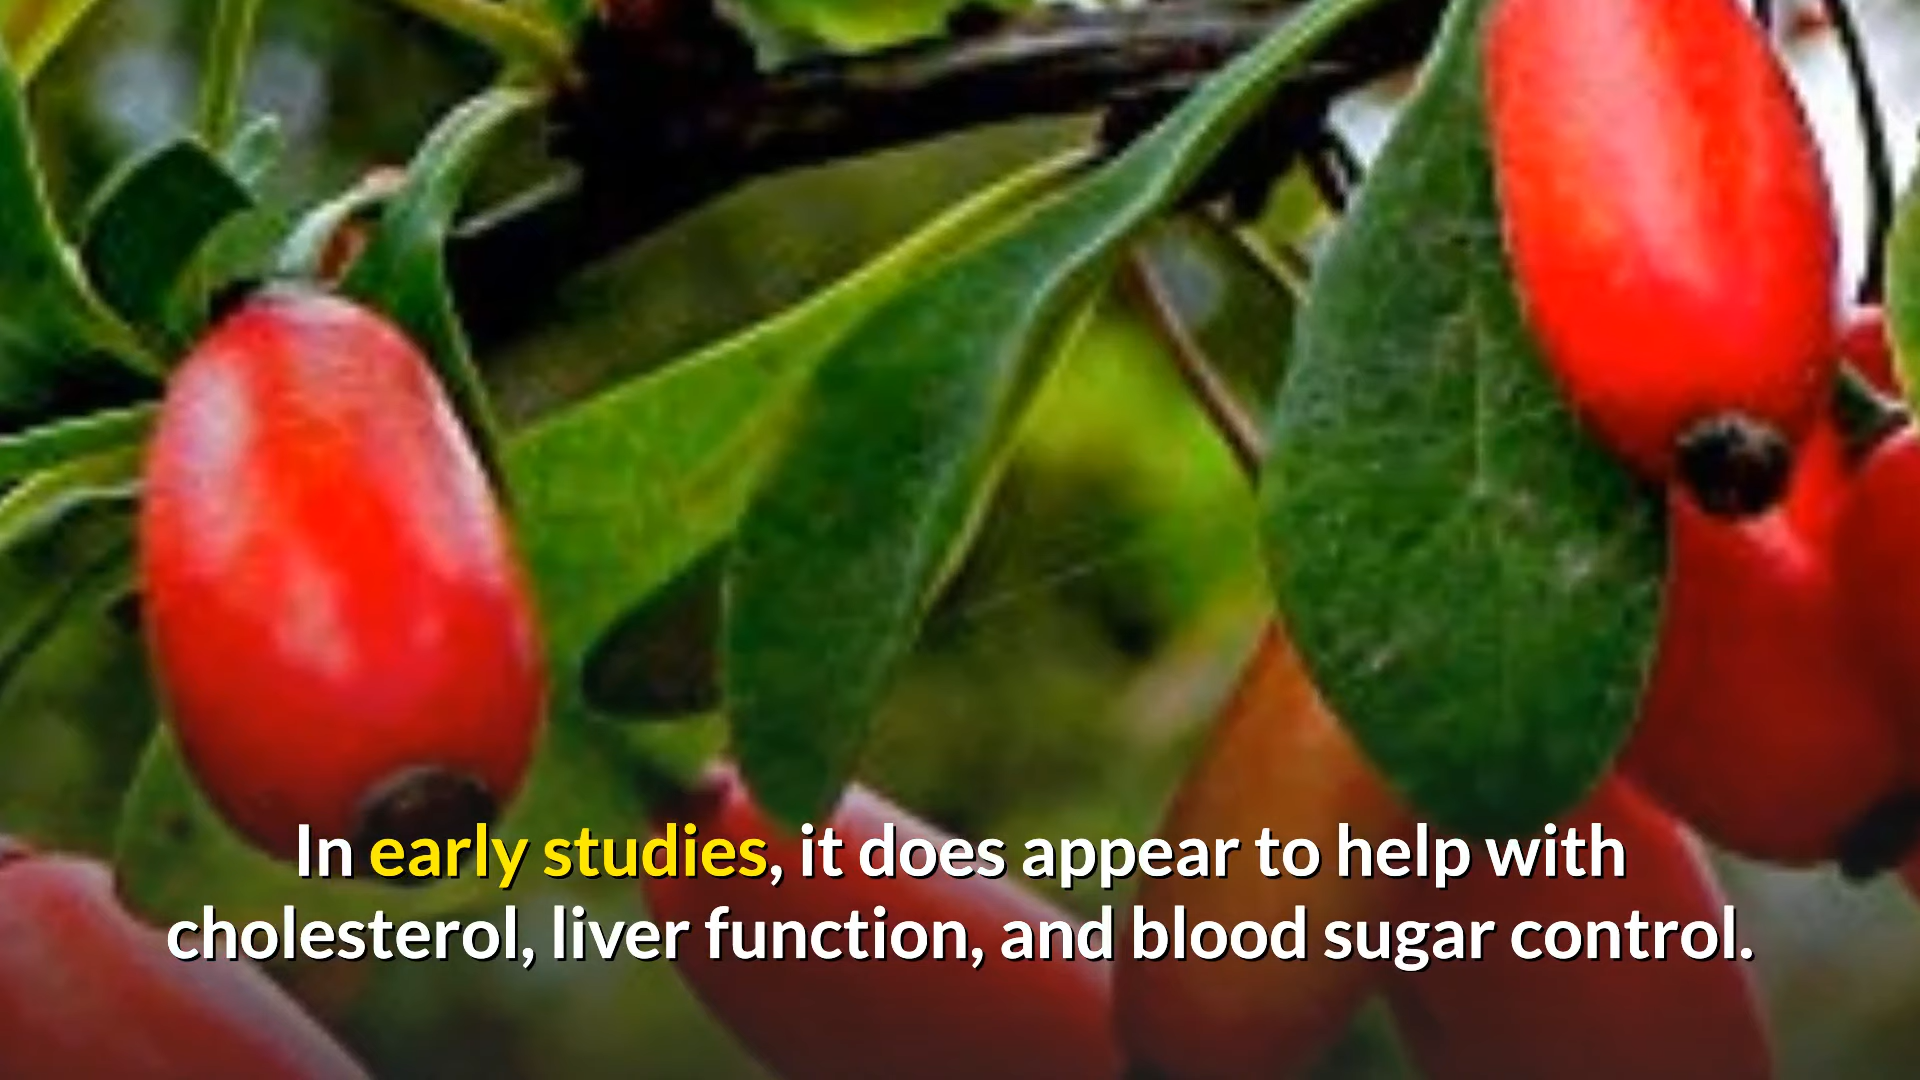 In early studies, it does appear to help with
cholesterol, liver function, and blood sugar control.